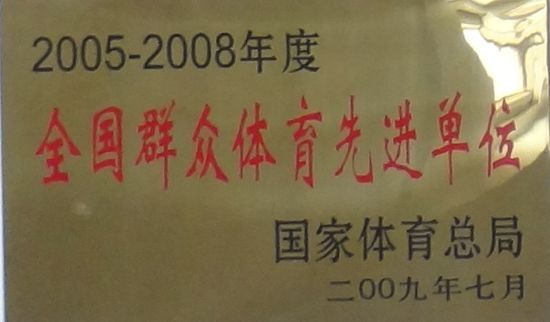 2005-2008年度
全国群众体育先进单位
国家体育总局
二00九年七月